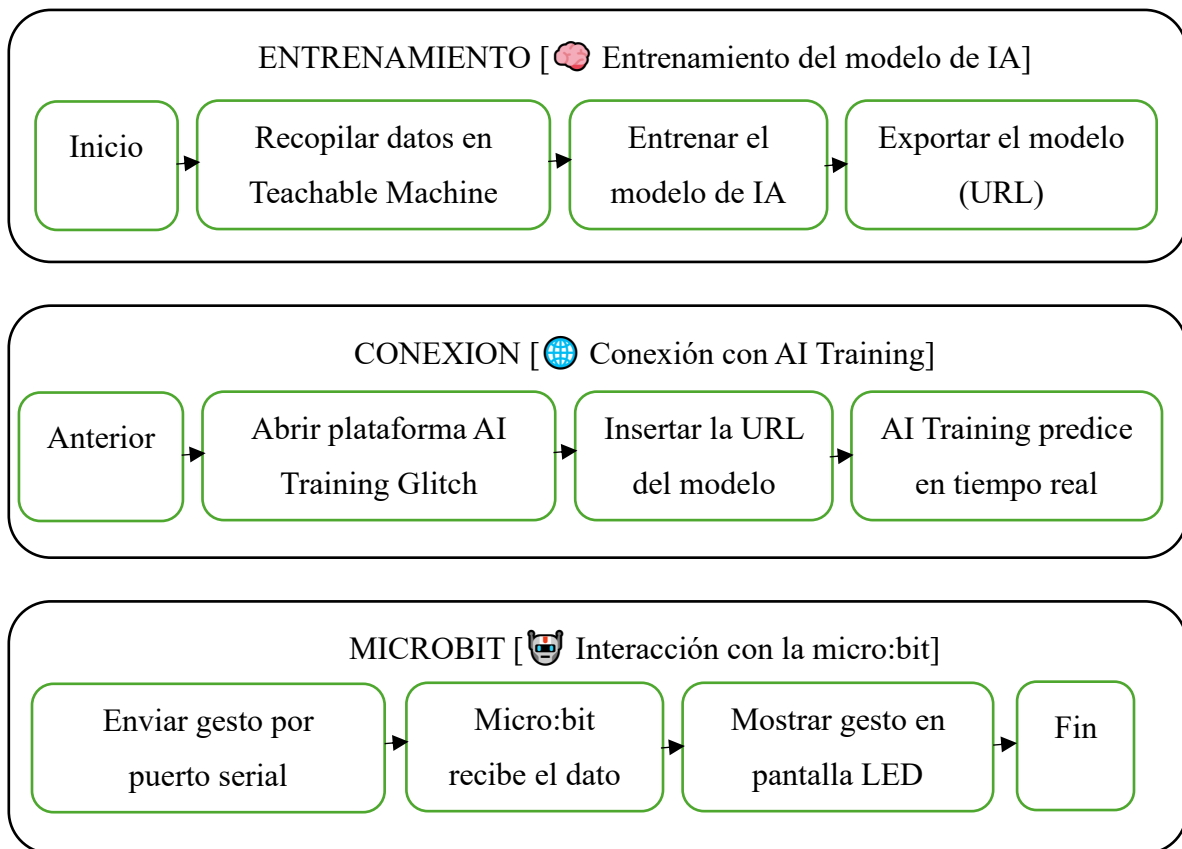 ENTRENAMIENTO [🧠 Entrenamiento del modelo de IA]
Inicio
Recopilar datos en
Teachable Machine
Entrenar el
modelo de IA
Exportar el modelo
(URL)
CONEXION [🌐 Conexión con AI Training]
Anterior
Abrir plataforma AI
Training Glitch
Insertar la URL
del modelo
AI Training predice
en tiempo real
MICROBIT [🤖 Interacción con la micro:bit]
Enviar gesto por
puerto serial
Micro:bit
recibe el dato
Mostrar gesto en
pantalla LED
Fin